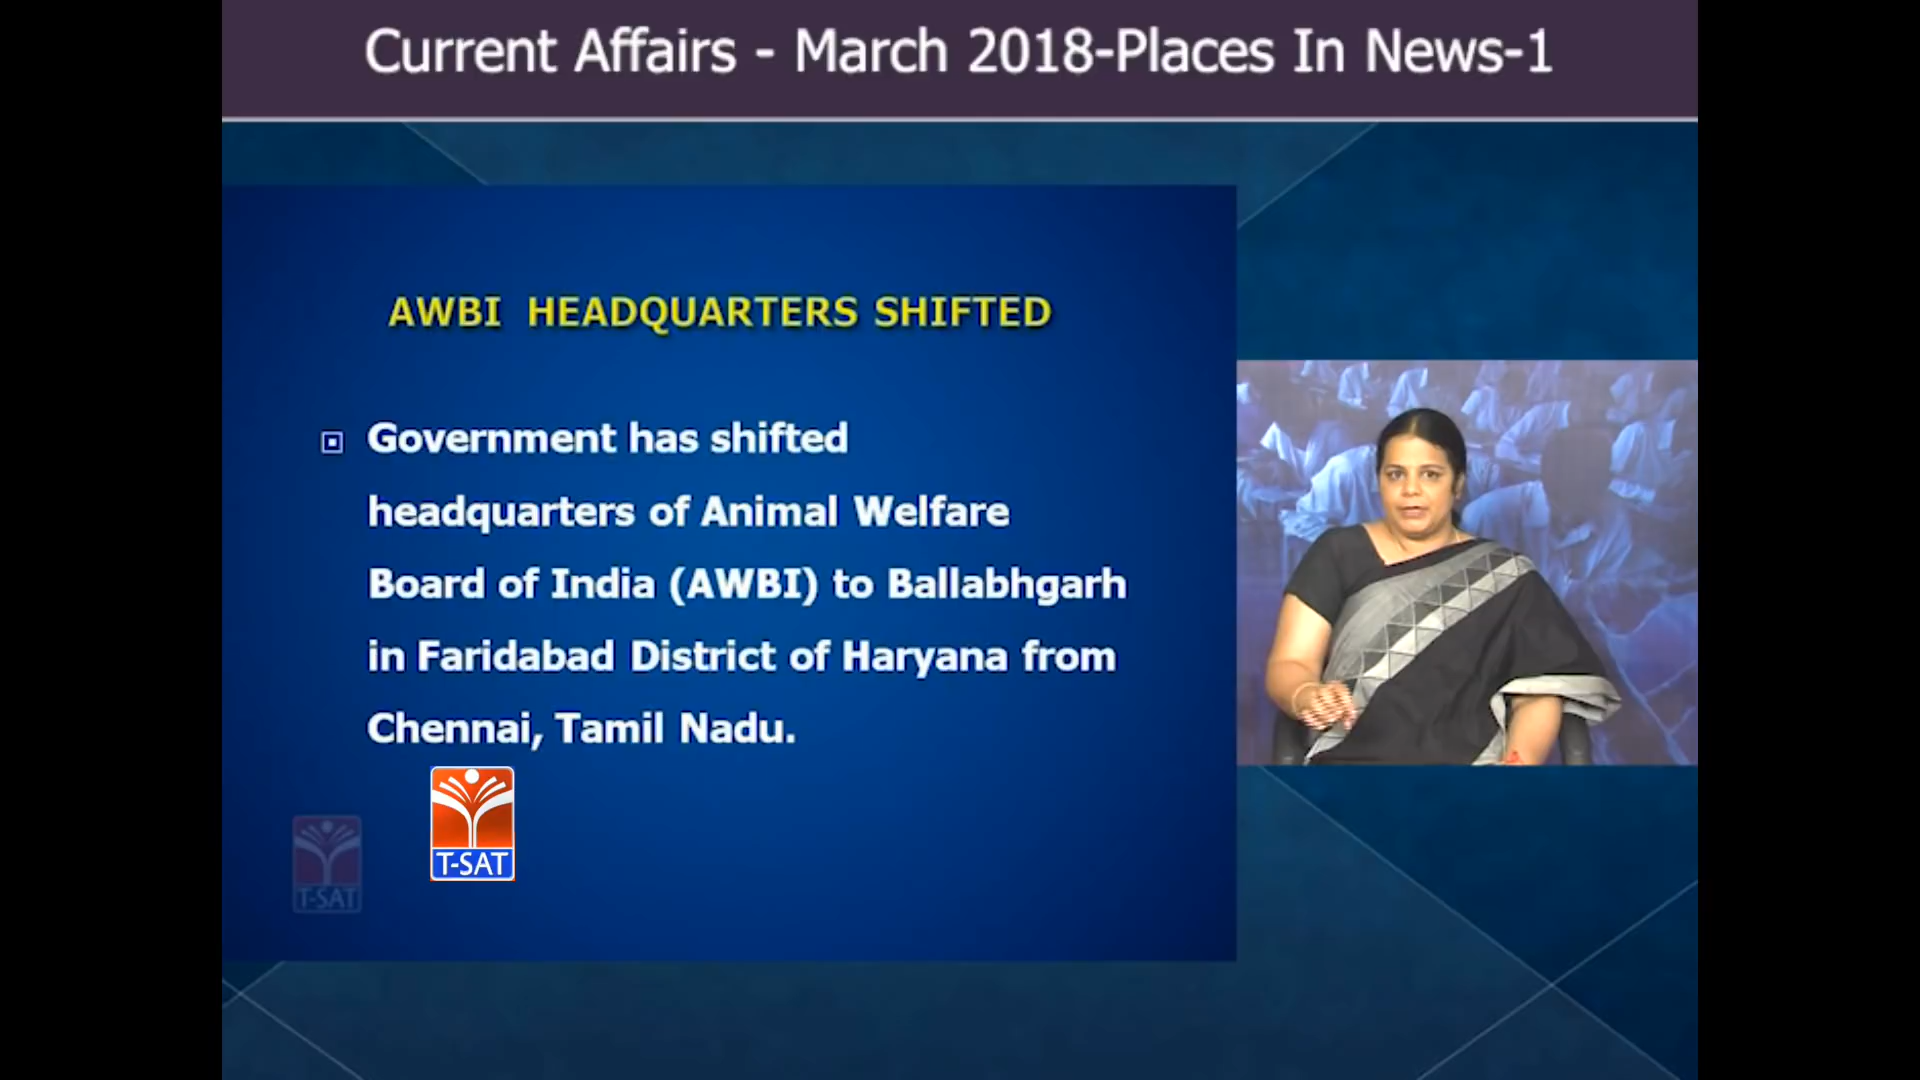 Current Affairs - March 2018-Places In News-1
AWBI HEADQUARTERS SHIFTED
Government has shifted
headquarters of Animal Welfare
Board of India (AWBI) to Ballabhgarh
in Faridabad District of Haryana from
Chennai, Tamil Nadu.
T-SAT
T-SAT